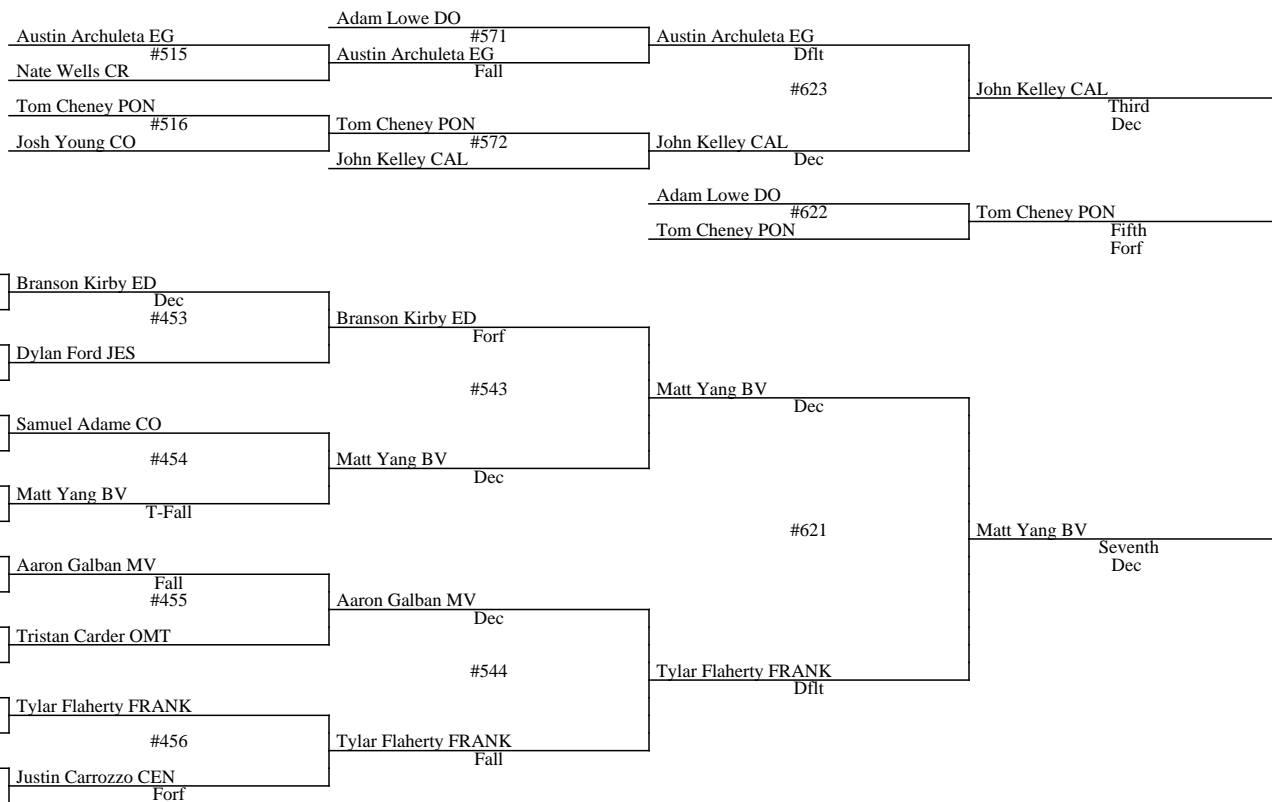 Adam Lowe DO
Austin Archuleta EG
#571
Austin Archuleta EG
#515
Austin Archuleta EG
Dflt
Fall
Nate Wells CR
#623
John Kelley CAL
Tom Cheney PON
Third
#516
Tom Cheney PON
Dec
Josh Young CO
#572
John Kelley CAL
John Kelley CAL
Dec
Adam Lowe DO
#622
Tom Cheney PON
Tom Cheney PON
Fifth
Forf
Branson Kirby ED
Dec
#453
Branson Kirby ED
Forf
Dylan Ford JES
#543
Matt Yang BV
Dec
Samuel Adame CO
#454
Matt Yang BV
Dec
Matt Yang BV
T-Fall
#621
Matt Yang BV
Seventh
Dec
Aaron Galban MV
Fall
#455
Aaron Galban MV
Dec
Tristan Carder OMT
#544
Tylar Flaherty FRANK
Dflt
Tylar Flaherty FRANK
#456
Tylar Flaherty FRANK
Fall
Justin Carrozzo CEN
Forf